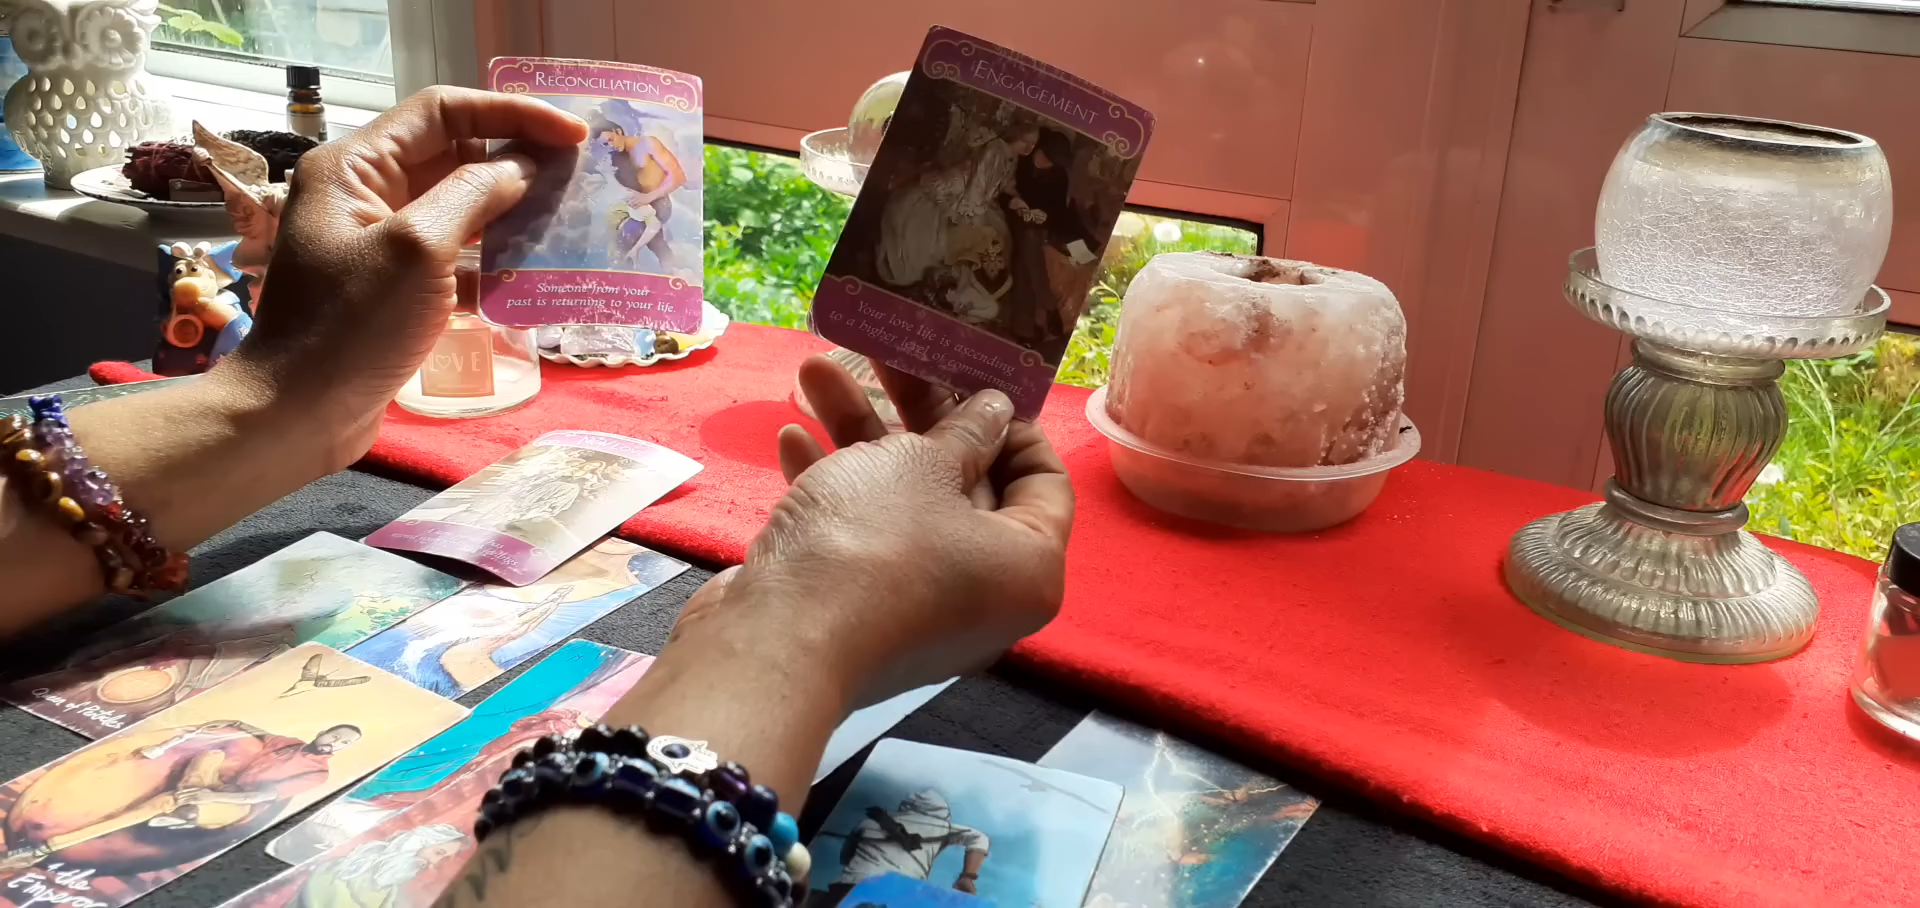 RECONCILIATION
Someone from your
past is returning to your life.
ENGAGEMENT
Your love life is ascending
to a higher level of commitment.
LOVE
Queen of Pentacles
the
Emperor